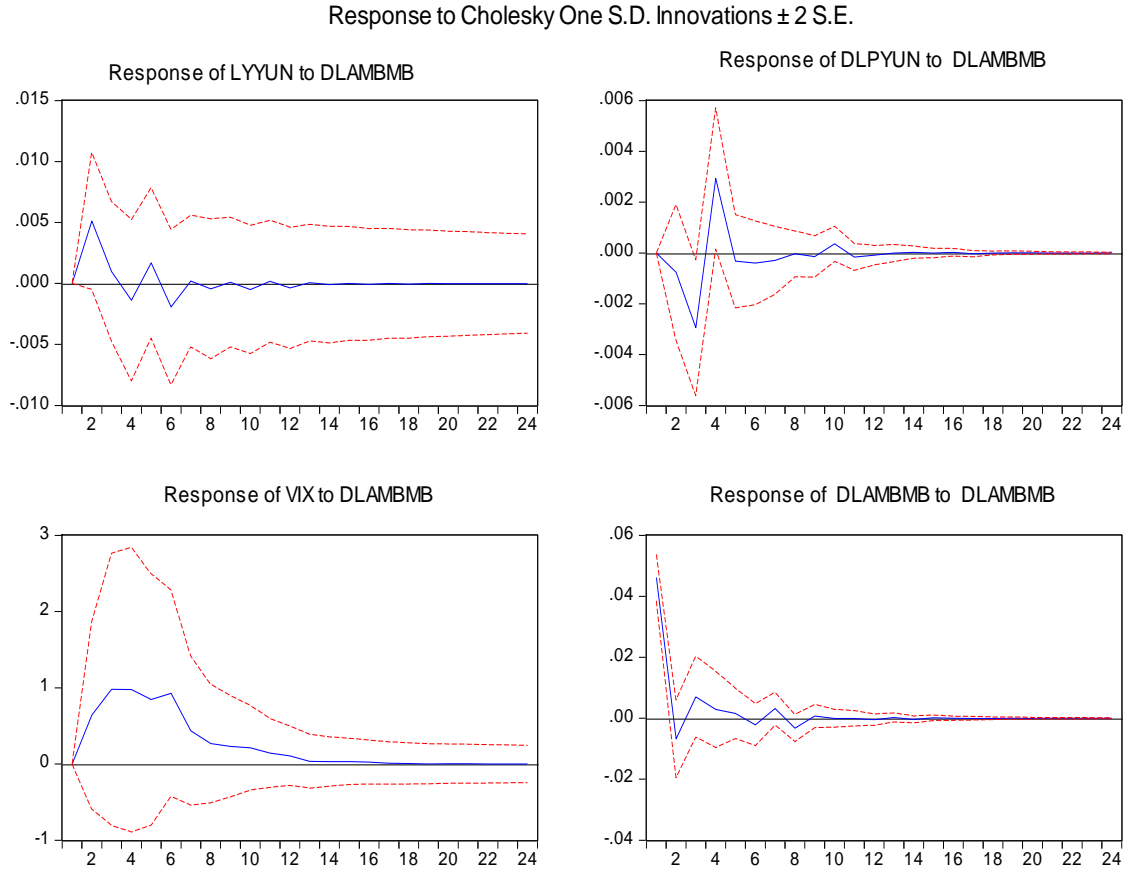 Response to Cholesky One S.D. Innovations ± 2 S.E.
Response of LYYUN to DLAMBMB
.015
.010
.005
.000
-.005
-.010
2 4 6 8 10 12 14 16 18 20 22 24
Response of DLPYUN to DLAMBMB
.006
.004
.002
.000
-.002
-.004
-.006
2 4 6 8 10 12 14 16 18 20 22 24
Response of VIX to DLAMBMB
3
2
1
0
-1
2 4 6 8 10 12 14 16 18 20 22 24
Response of DLAMBMB to DLAMBMB
.06
.04
.02
.00
-.02
-.04
2 4 6 8 10 12 14 16 18 20 22 24